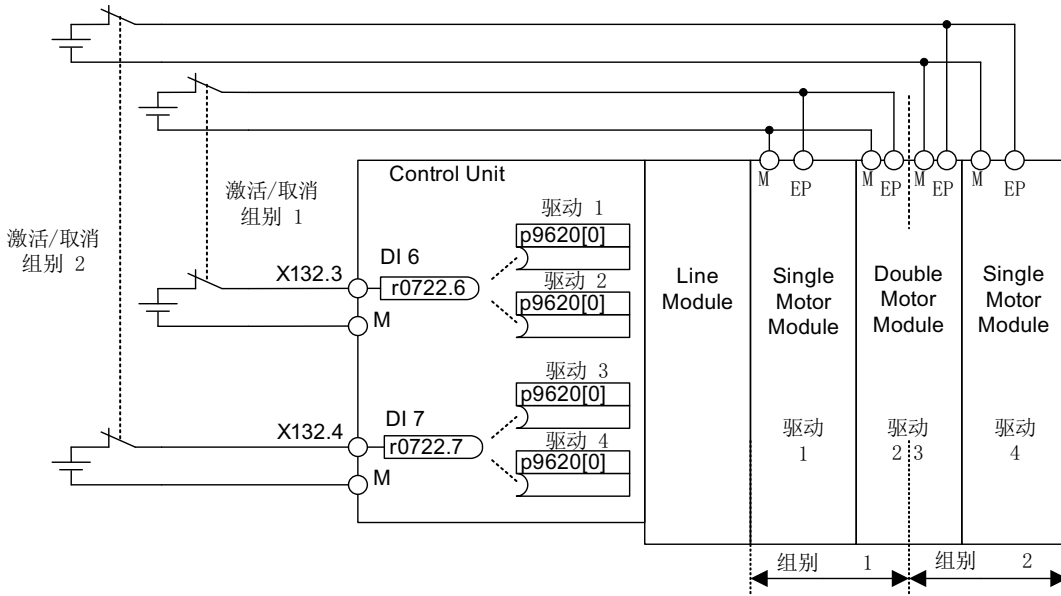 M
EP
M
EP
M
EP
M
EP
Control Unit
激活/取消
组别 1
激活/取消
组别 2
驱动 1
p9620[0]
DI 6
X132.3
r0722.6
驱动 2
p9620[0]
M
Line
Module
Single
Motor
Module
Double
Motor
Module
Single
Motor
Module
驱动 3
p9620[0]
DI 7
X132.4
r0722.7
驱动 4
p9620[0]
M
驱动
1
驱动
2 3
驱动
4
组别 1
组别 2